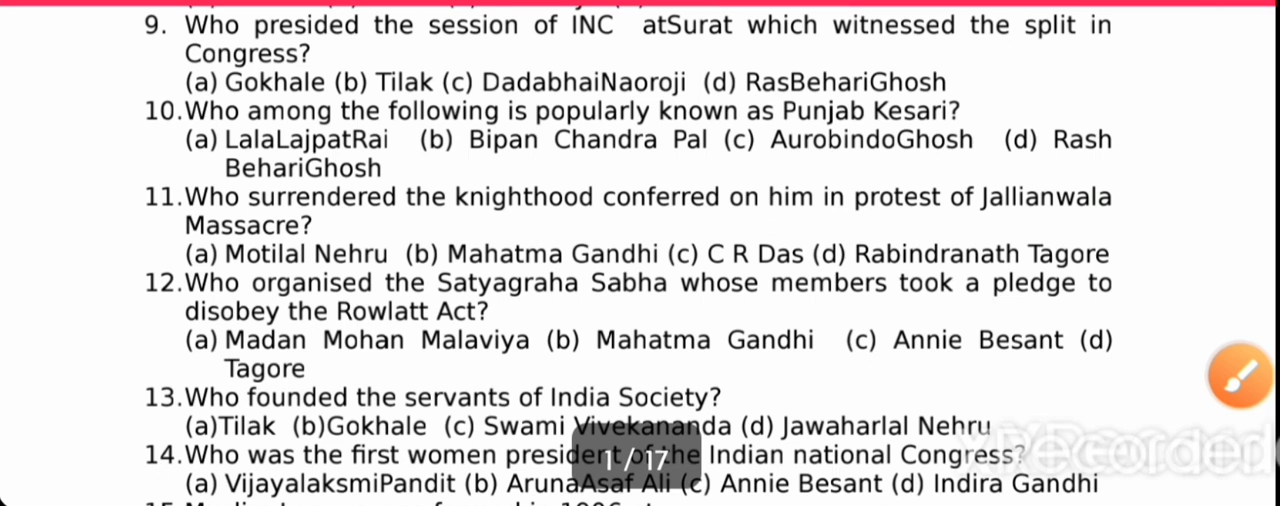 9. Who presided the session of INC atSurat which witnessed the split in
Congress?
(a) Gokhale (b) Tilak (c) DadabhaiNaoroji (d) RasBehariGhosh
10.Who among the following is popularly known as Punjab Kesari?
(a) LalaLajpatRai (b) Bipan Chandra Pal (c) AurobindoGhosh (d) Rash
BehariGhosh
11.Who surrendered the knighthood conferred on him in protest of Jallianwala
Massacre?
(a) Motilal Nehru (b) Mahatma Gandhi (c) C R Das (d) Rabindranath Tagore
12.Who organised the Satyagraha Sabha whose members took a pledge to
disobey the Rowlatt Act?
(a) Madan Mohan Malaviya (b) Mahatma Gandhi (c) Annie Besant (d)
Tagore
13.Who founded the servants of India Society?
(a)Tilak (b)Gokhale (c) Swami Vivekananda (d) Jawaharlal Nehru
14.Who was the first women president of the Indian national Congress?
1 / 17
Recorded
(a) VijayalaksmiPandit (b) ArunaAsaf Ali (c) Annie Besant (d) Indira Gandhi